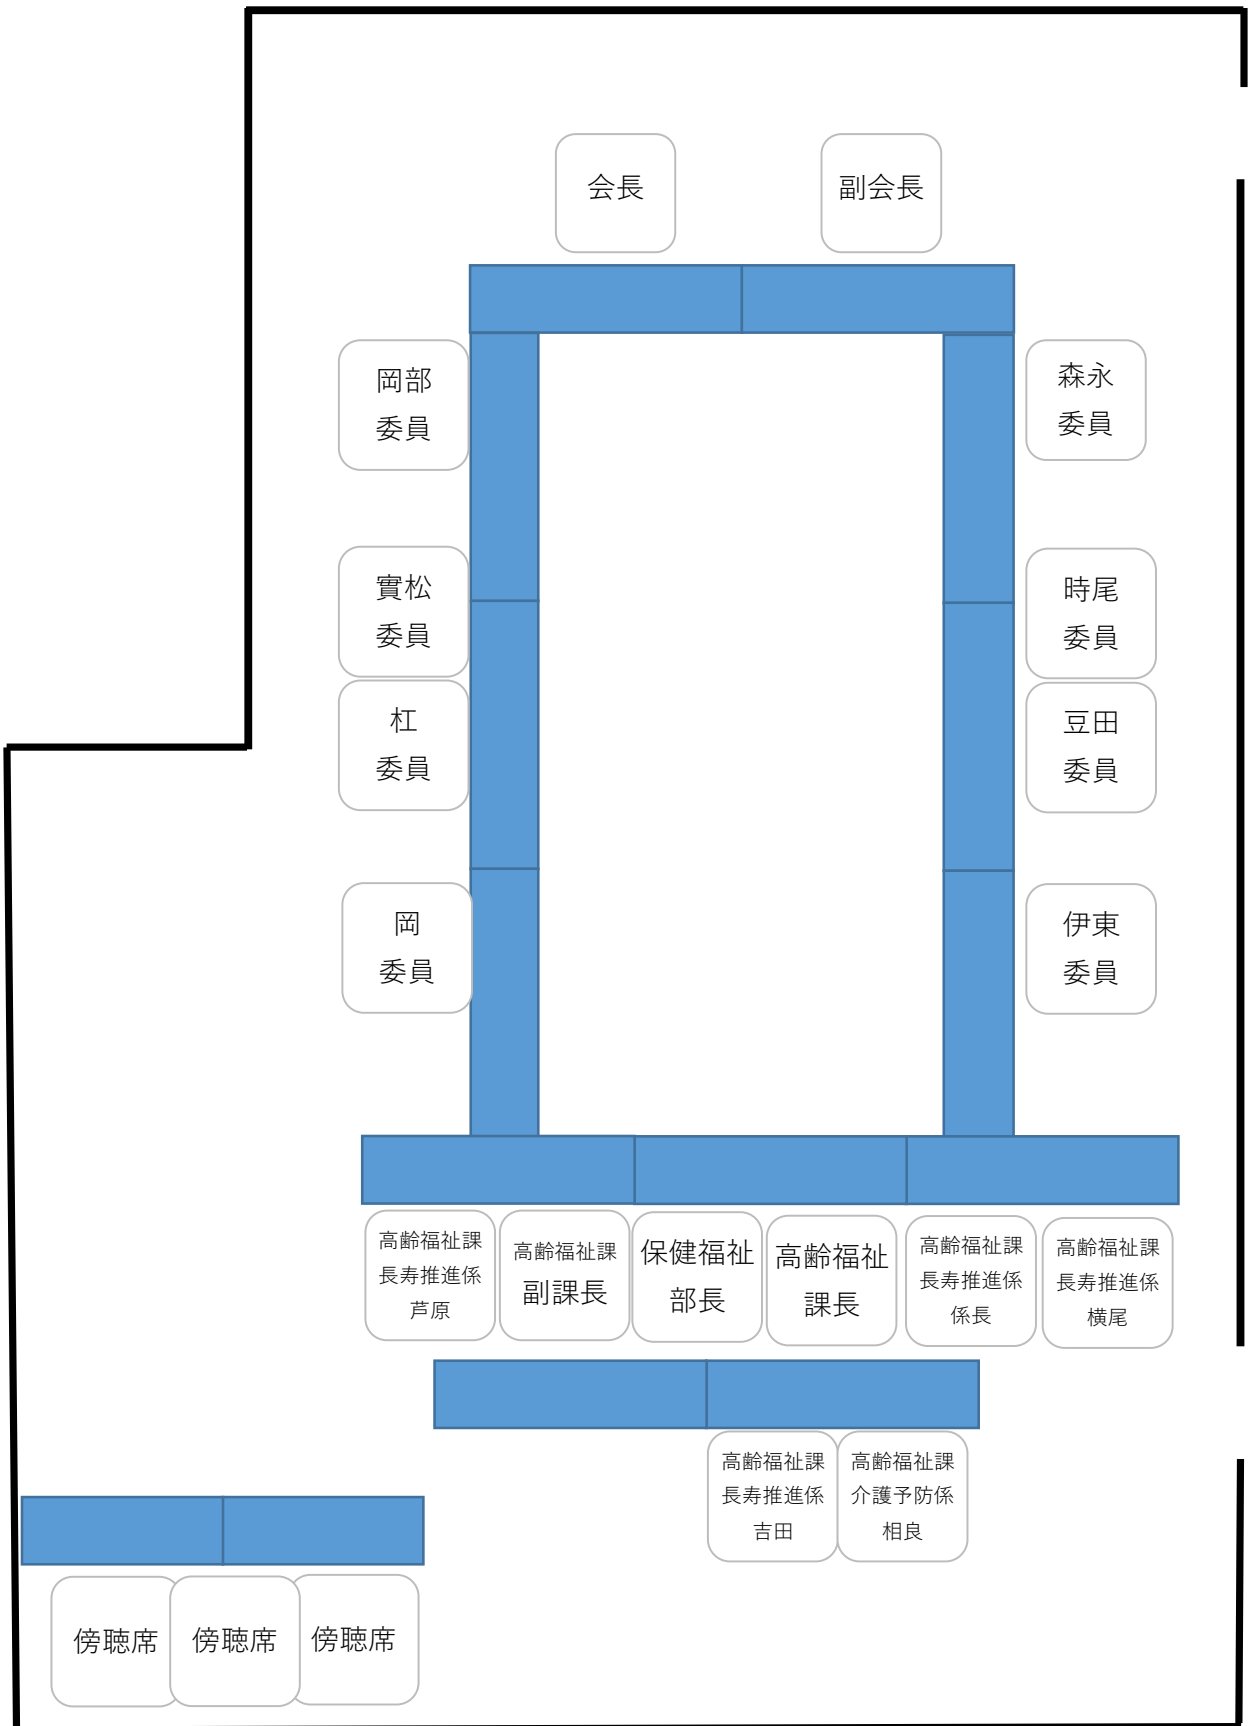 会長
副会長
岡部
委員
森永
委員
實松
委員
時尾
委員
杠
委員
豆田
委員
岡
委員
伊東
委員
高齢福祉課
長寿推進係
芦原
高齢福祉課
副課長
保健福祉
部長
高齢福祉
課長
高齢福祉課
長寿推進係
係長
高齢福祉課
長寿推進係
横尾
高齢福祉課
長寿推進係
吉田
高齢福祉課
介護予防係
相良
傍聴席
傍聴席
傍聴席